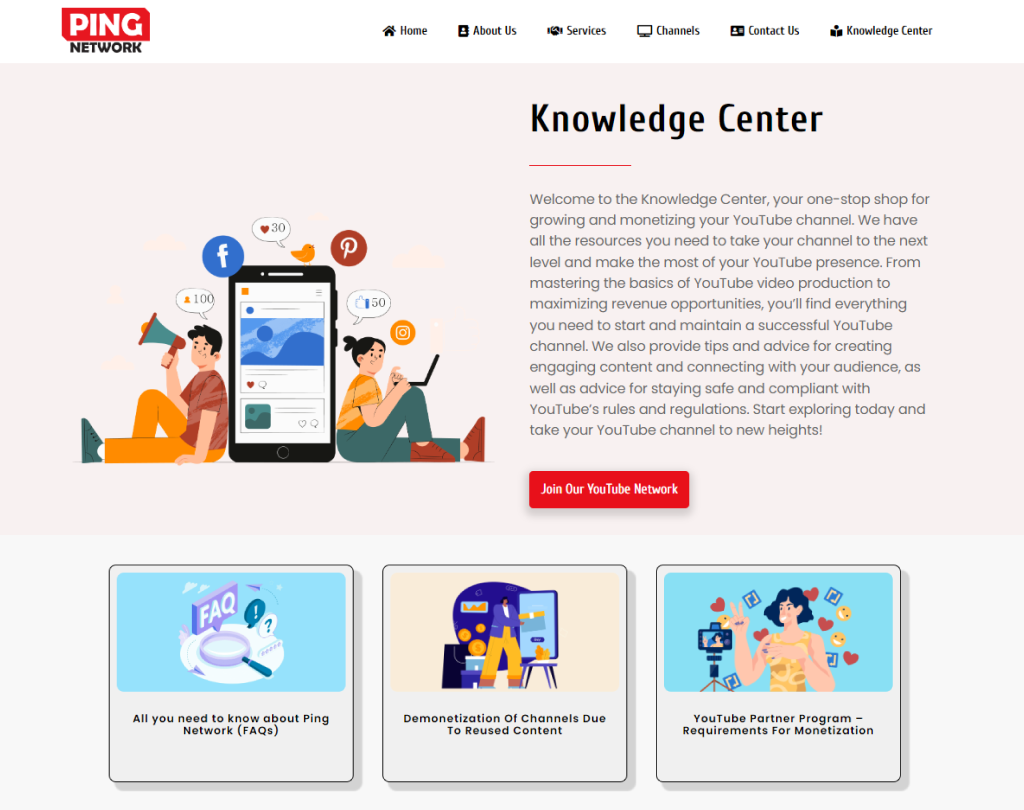 PING
NETWORK
Home
About Us
Services
Channels
Contact Us
Knowledge Center
Knowledge Center
Welcome to the Knowledge Center, your one-stop shop for
growing and monetizing your YouTube channel. We have
all the resources you need to take your channel to the next
level and make the most of your YouTube presence. From
mastering the basics of YouTube video production to
maximizing revenue opportunities, you’ll find everything
you need to start and maintain a successful YouTube
channel. We also provide tips and advice for creating
engaging content and connecting with your audience, as
well as advice for staying safe and compliant with
YouTube’s rules and regulations. Start exploring today and
take your YouTube channel to new heights!
30
100
50
Join Our YouTube Network
FAQ
All you need to know about Ping
Network (FAQs)
Demonetization Of Channels Due
To Reused Content
YouTube Partner Program –
Requirements For Monetization